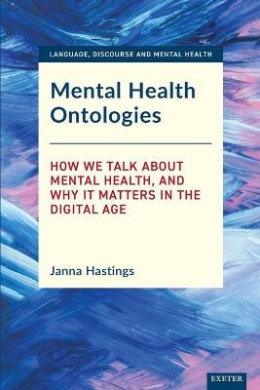 LANGUAGE, DISCOURSE AND MENTAL HEALTH
Mental Health
Ontologies
HOW WE TALK ABOUT
MENTAL HEALTH, AND
WHY IT MATTERS IN THE
DIGITAL AGE
Janna Hastings
EXETER